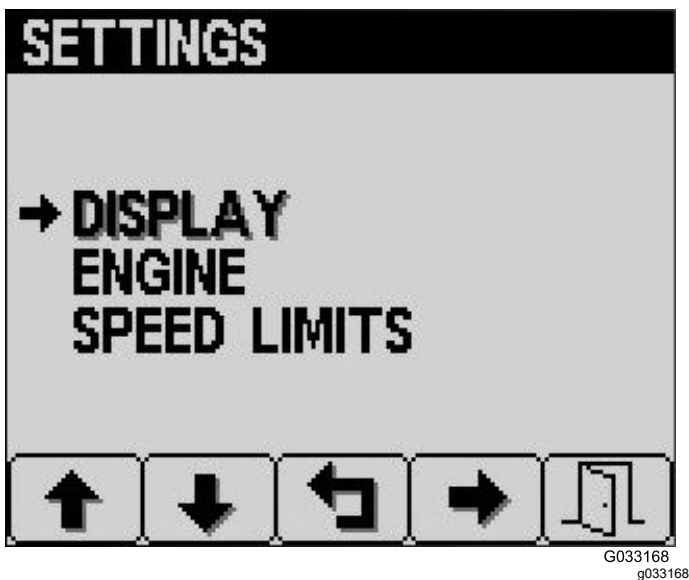 SETTINGS
DISPLAY
ENGINE
SPEED LIMITS
G033168
g033168